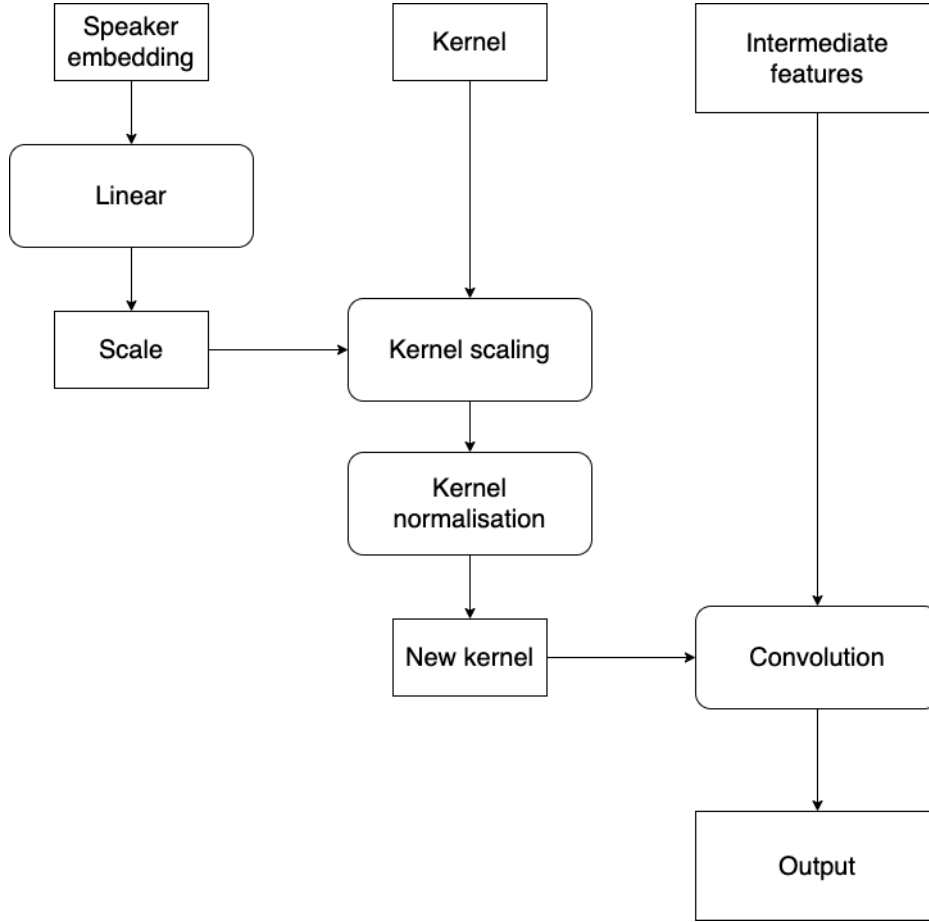 Speaker
embedding
Kernel
Intermediate
features
Linear
Scale
Kernel scaling
Kernel
normalisation
New kernel
Convolution
Output